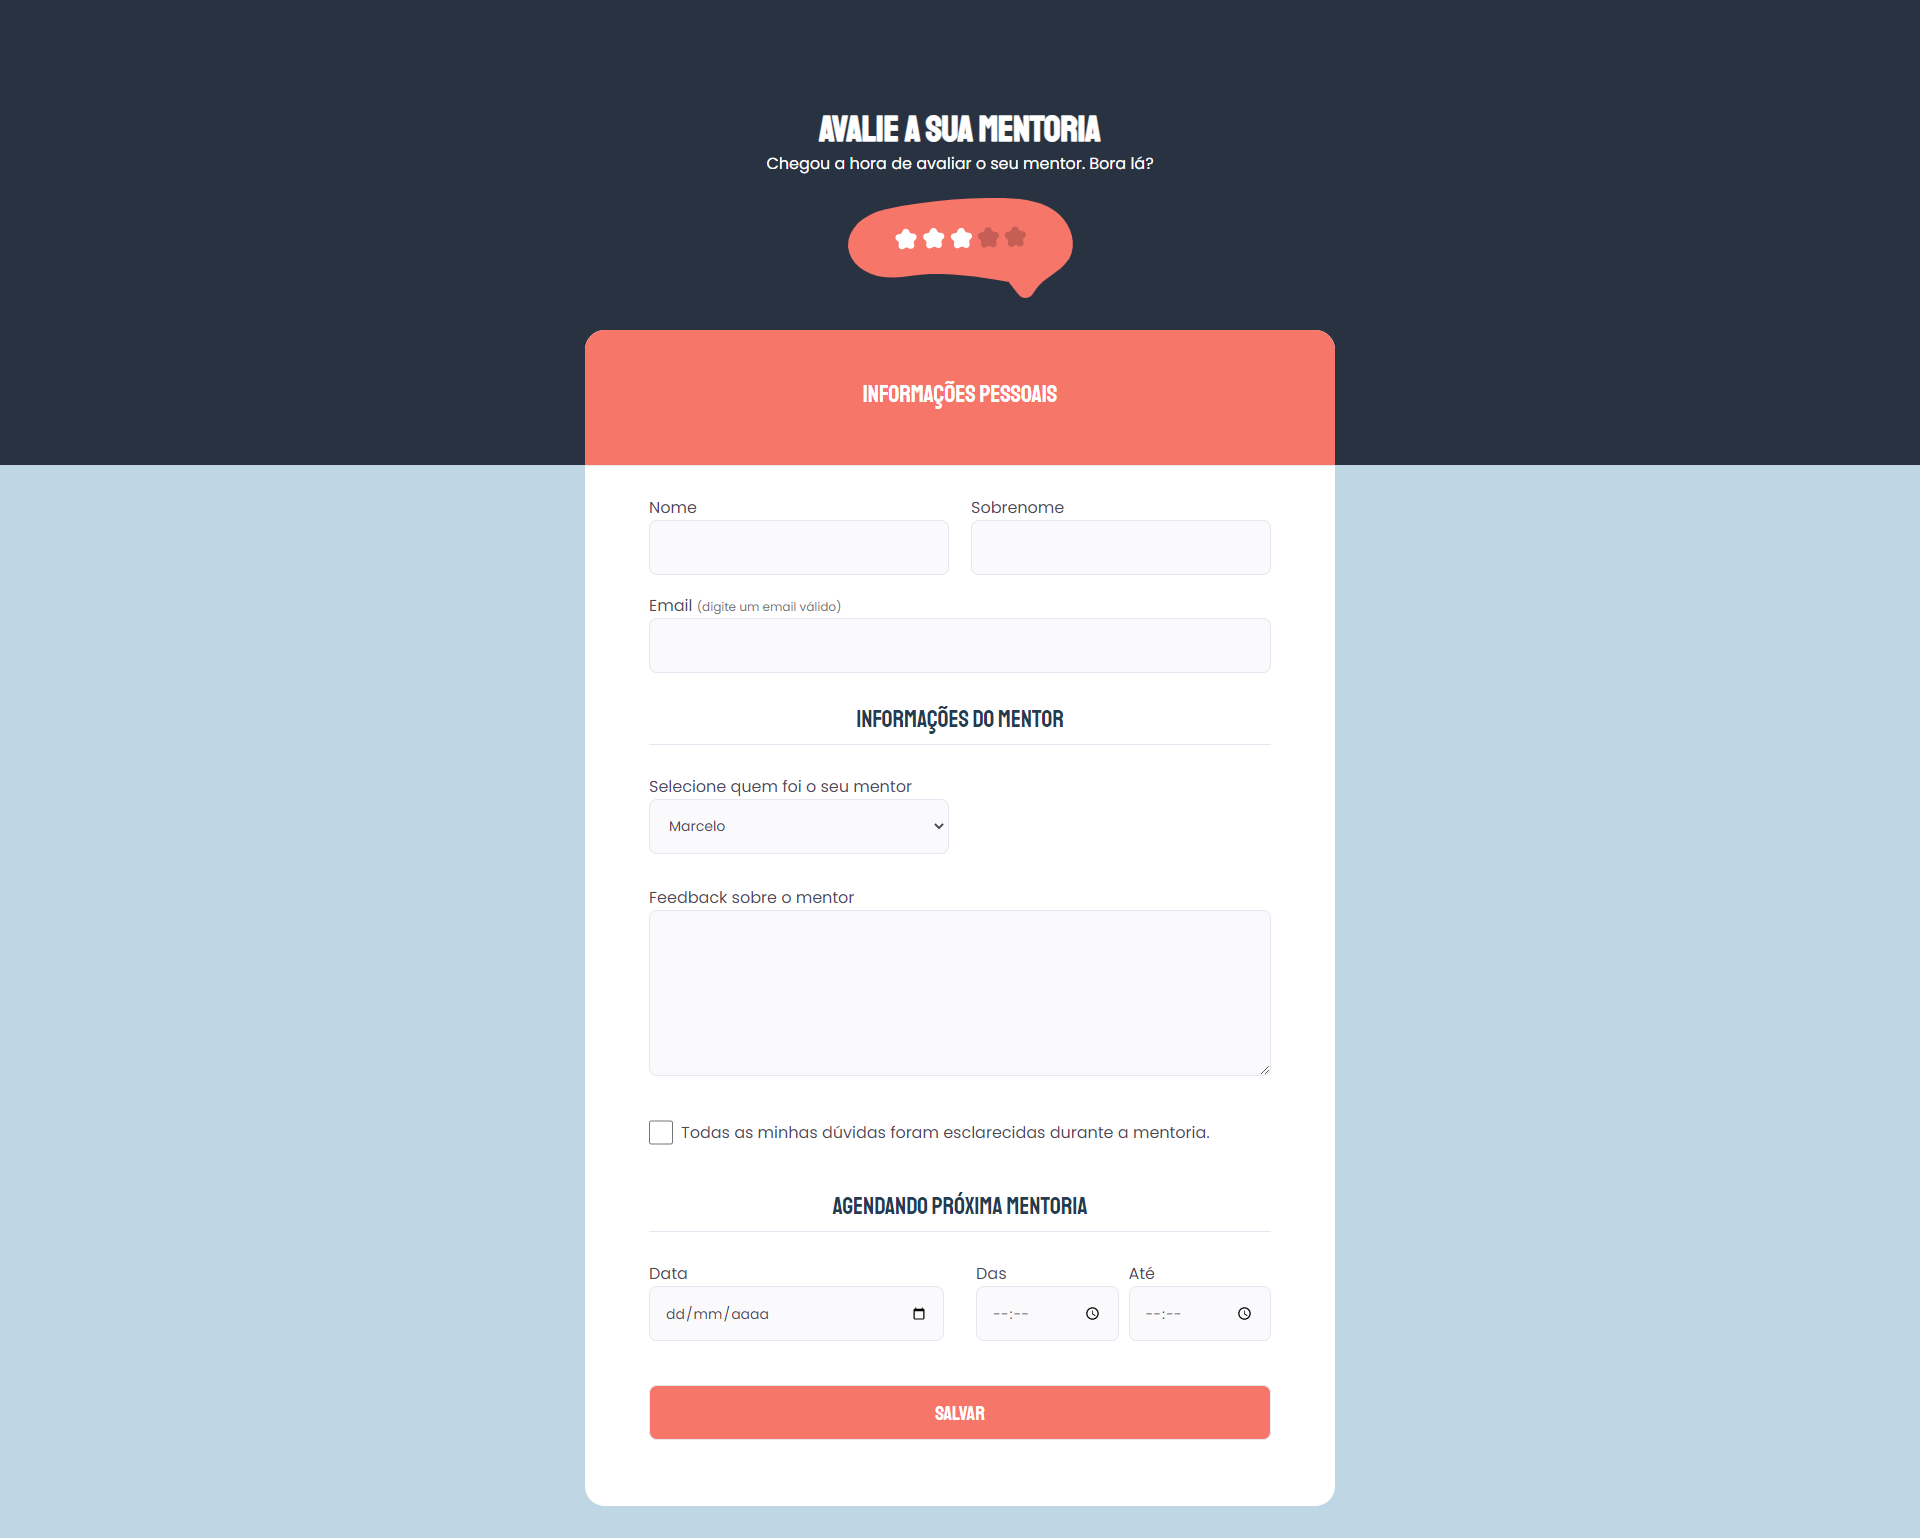 AVALIE A SUA MENTORIA
Chegou a hora de avaliar o seu mentor. Bora lá?
INFORMAÇÕES PESSOAIS
Nome Sobrenome
Email (digite um email válido)
INFORMAÇÕES DO MENTOR
Selecione quem foi o seu mentor
Marcelo
Feedback sobre o mentor
Todas as minhas dúvidas foram esclarecidas durante a mentoria.
AGENDANDO PRÓXIMA MENTORIA
Data Das Até
dd/mm/aaaa --:-- --:--
SALVAR